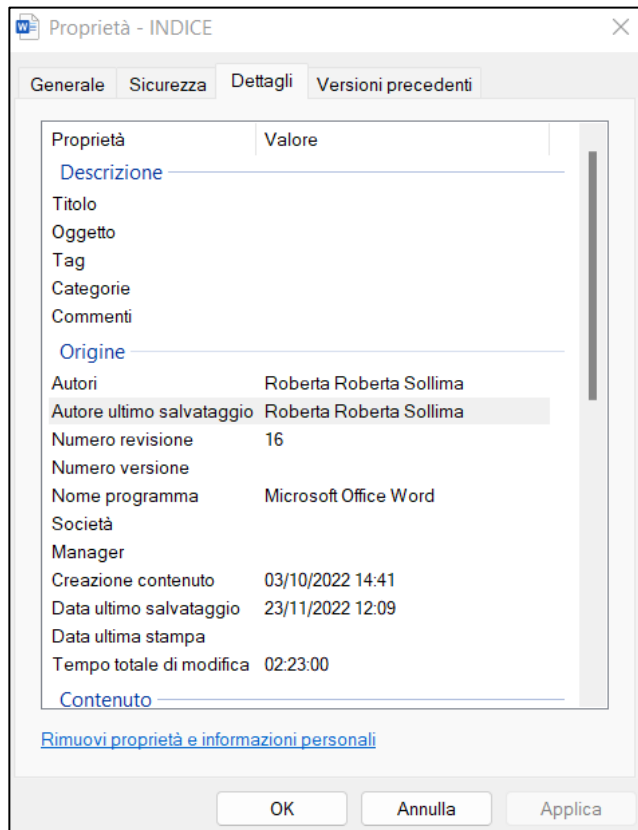 Proprietà - INDICE
Generale Sicurezza Dettagli Versioni precedenti
Proprietà Valore
Descrizione
Titolo
Oggetto
Tag
Categorie
Commenti
Origine
Autori Roberta Roberta Sollima
Autore ultimo salvataggio Roberta Roberta Sollima
Numero revisione 16
Numero versione
Nome programma Microsoft Office Word
Società
Manager
Creazione contenuto 03/10/2022 14:41
Data ultimo salvataggio 23/11/2022 12:09
Data ultima stampa
Tempo totale di modifica 02:23:00
Contenuto
Rimuovi proprietà e informazioni personali
OK Annulla Applica